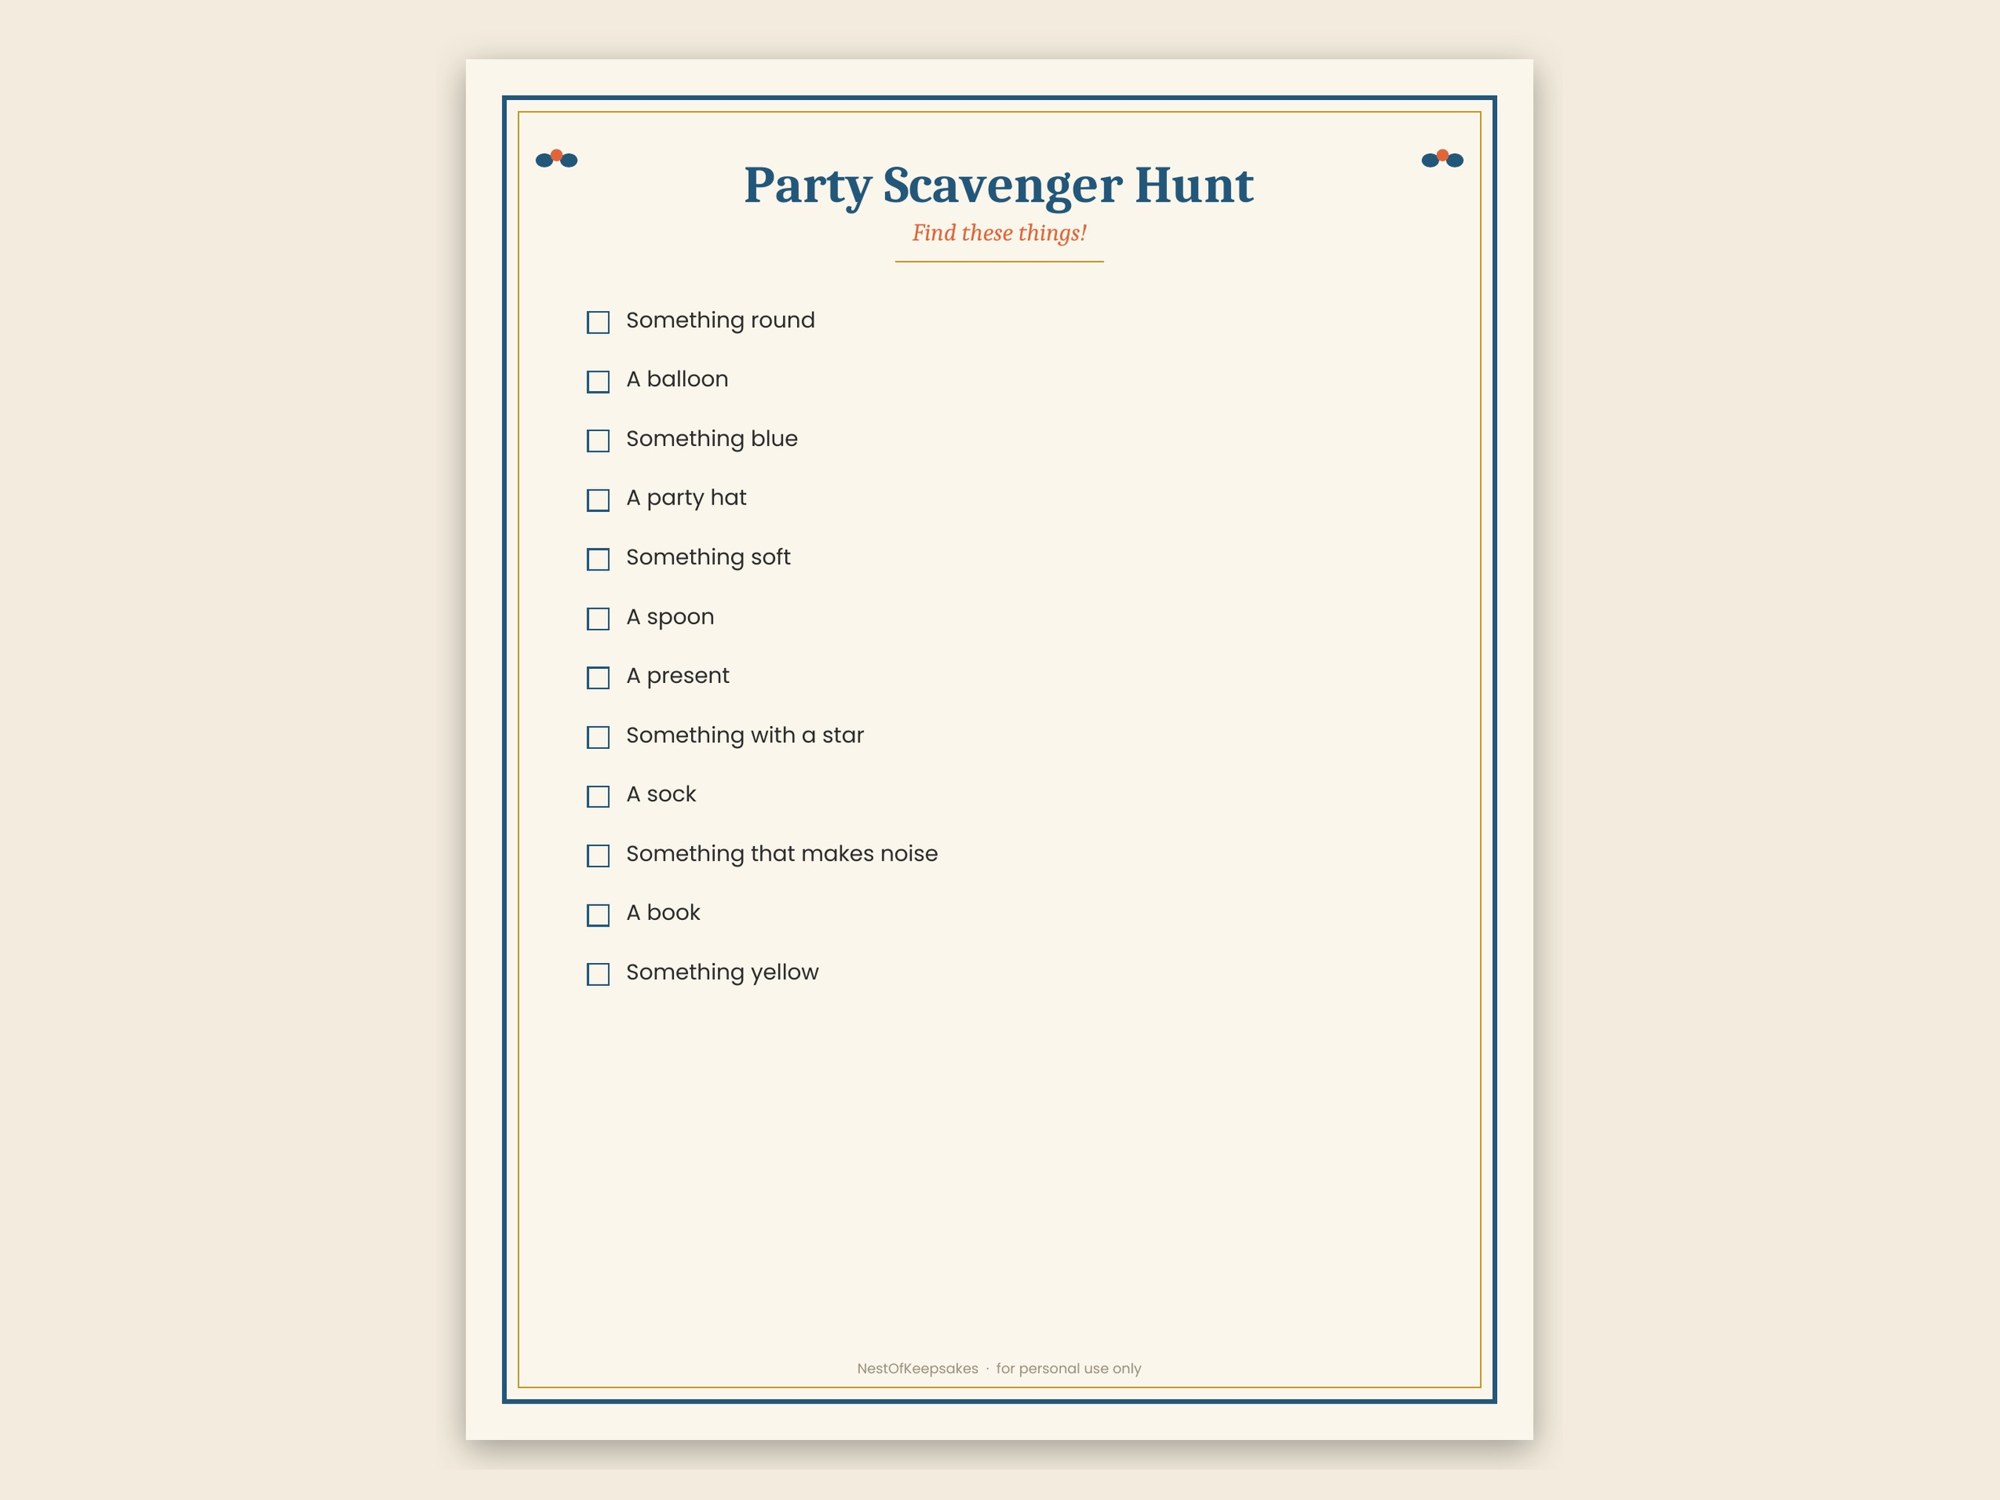 Party Scavenger Hunt
Find these things!
Something round
A balloon
Something blue
A party hat
Something soft
A spoon
A present
Something with a star
A sock
Something that makes noise
A book
Something yellow
NestOfKeepsakes · for personal use only